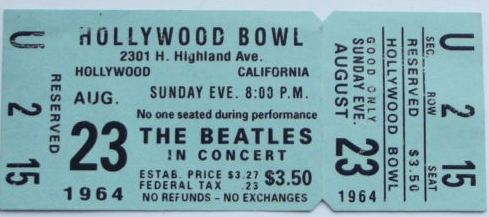 U
2
15
RESERVED
HOLLYWOOD BOWL
2301 H. Highland Ave.
HOLLYWOOD CALIFORNIA
AUG. SUNDAY EVE. 8:00 P.M.
No one seated during performance
23 THE BEATLES
IN CONCERT
1964
ESTAB. PRICE $3.27
FEDERAL TAX .23 $3.50
NO REFUNDS - NO EXCHANGES
GOOD ONLY
SUNDAY EVE.
AUGUST
23
1964
HOLLYWOOD BOWL
RESERVED $3.50
SEC. ROW SEAT
U 2 15